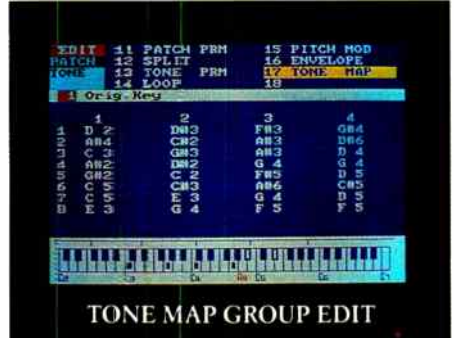 EDIT 11 PATCH PRM 15 PITCH MOD
PATCH 12 SPLIT 16 ENVELOPE
TONE 13 TONE PRM 17 TONE MAP
14 LOOP 18
1 Orig.Key
1 2 3 4
1 D 2 D#3 F#3 G#4
2 A#4 C#2 A#3 D#6
3 C 3 G#3 A#3 D 4
4 A#2 D#2 G 4 G 4
5 G#2 C 2 F#5 D 5
6 C 5 C#3 A#6 C#5
7 C 5 E 3 G 4 D 5
8 E 3 G 4 F 5 F 5
TONE MAP GROUP EDIT